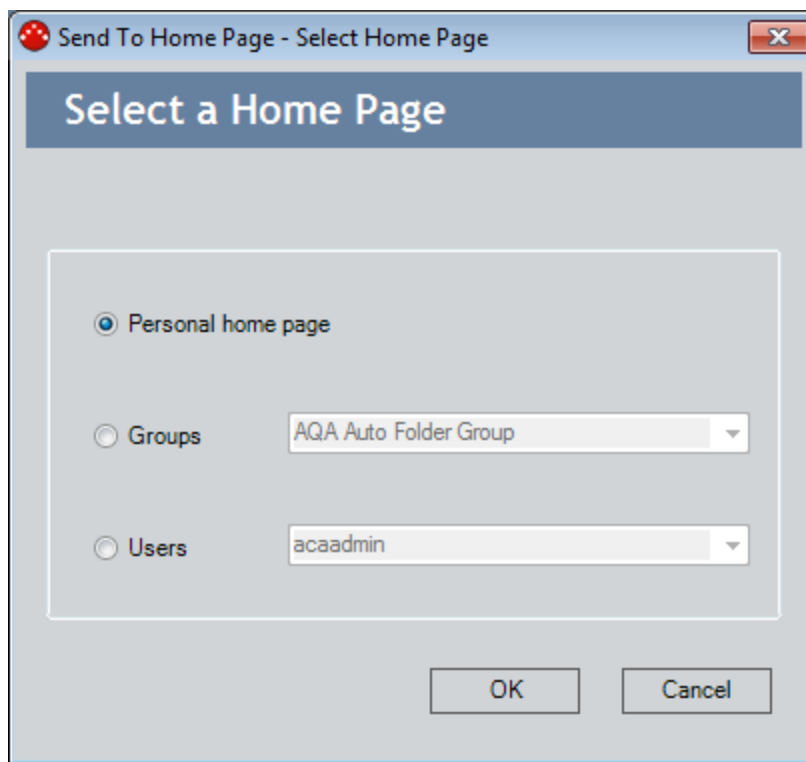 Send To Home Page - Select Home Page
Select a Home Page
Personal home page
Groups
AQA Auto Folder Group
Users
acaadmin
OK
Cancel